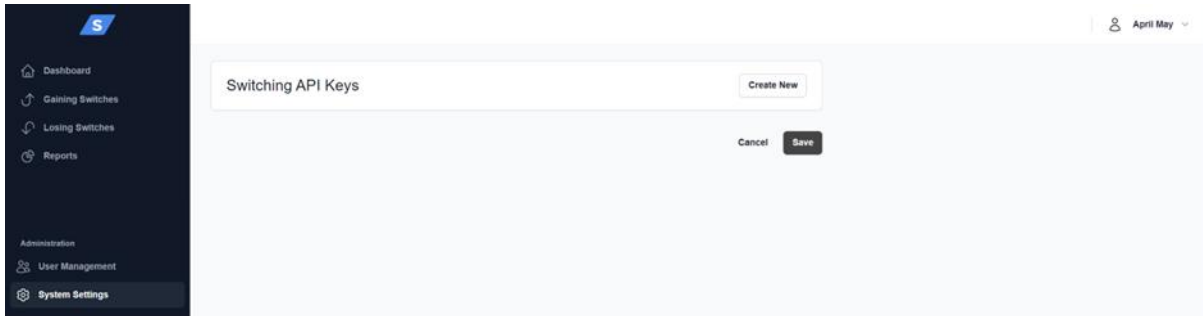 S
April May
Dashboard
Gaining Switches
Losing Switches
Reports
Administration
User Management
System Settings
Switching API Keys
Create New
Cancel
Save